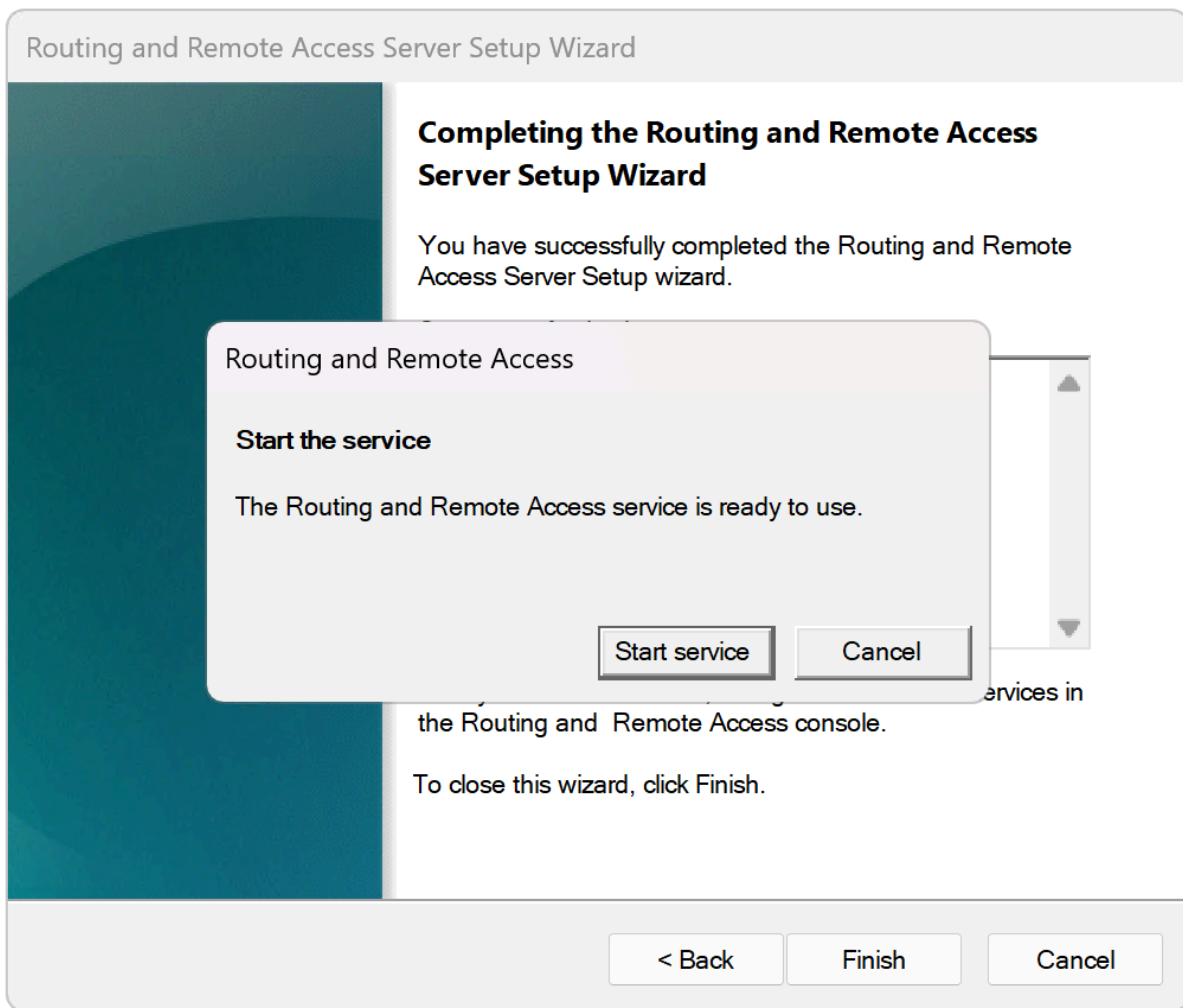 Routing and Remote Access Server Setup Wizard
Completing the Routing and Remote Access
Server Setup Wizard
You have successfully completed the Routing and Remote
Access Server Setup wizard.
Routing and Remote Access
Start the service
The Routing and Remote Access service is ready to use.
Start service
Cancel
ervices in
the Routing and Remote Access console.
To close this wizard, click Finish.
< Back
Finish
Cancel